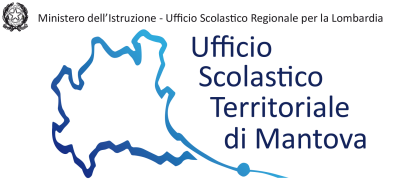 Ministero dell'Istruzione - Ufficio Scolastico Regionale per la Lombardia
Ufficio
Scolastico
Territoriale
di Mantova